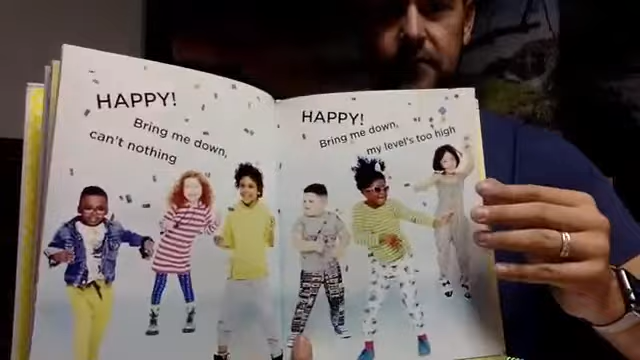 HAPPY!
Bring me down,
can't nothing
HAPPY!
Bring me down,
my level's too high